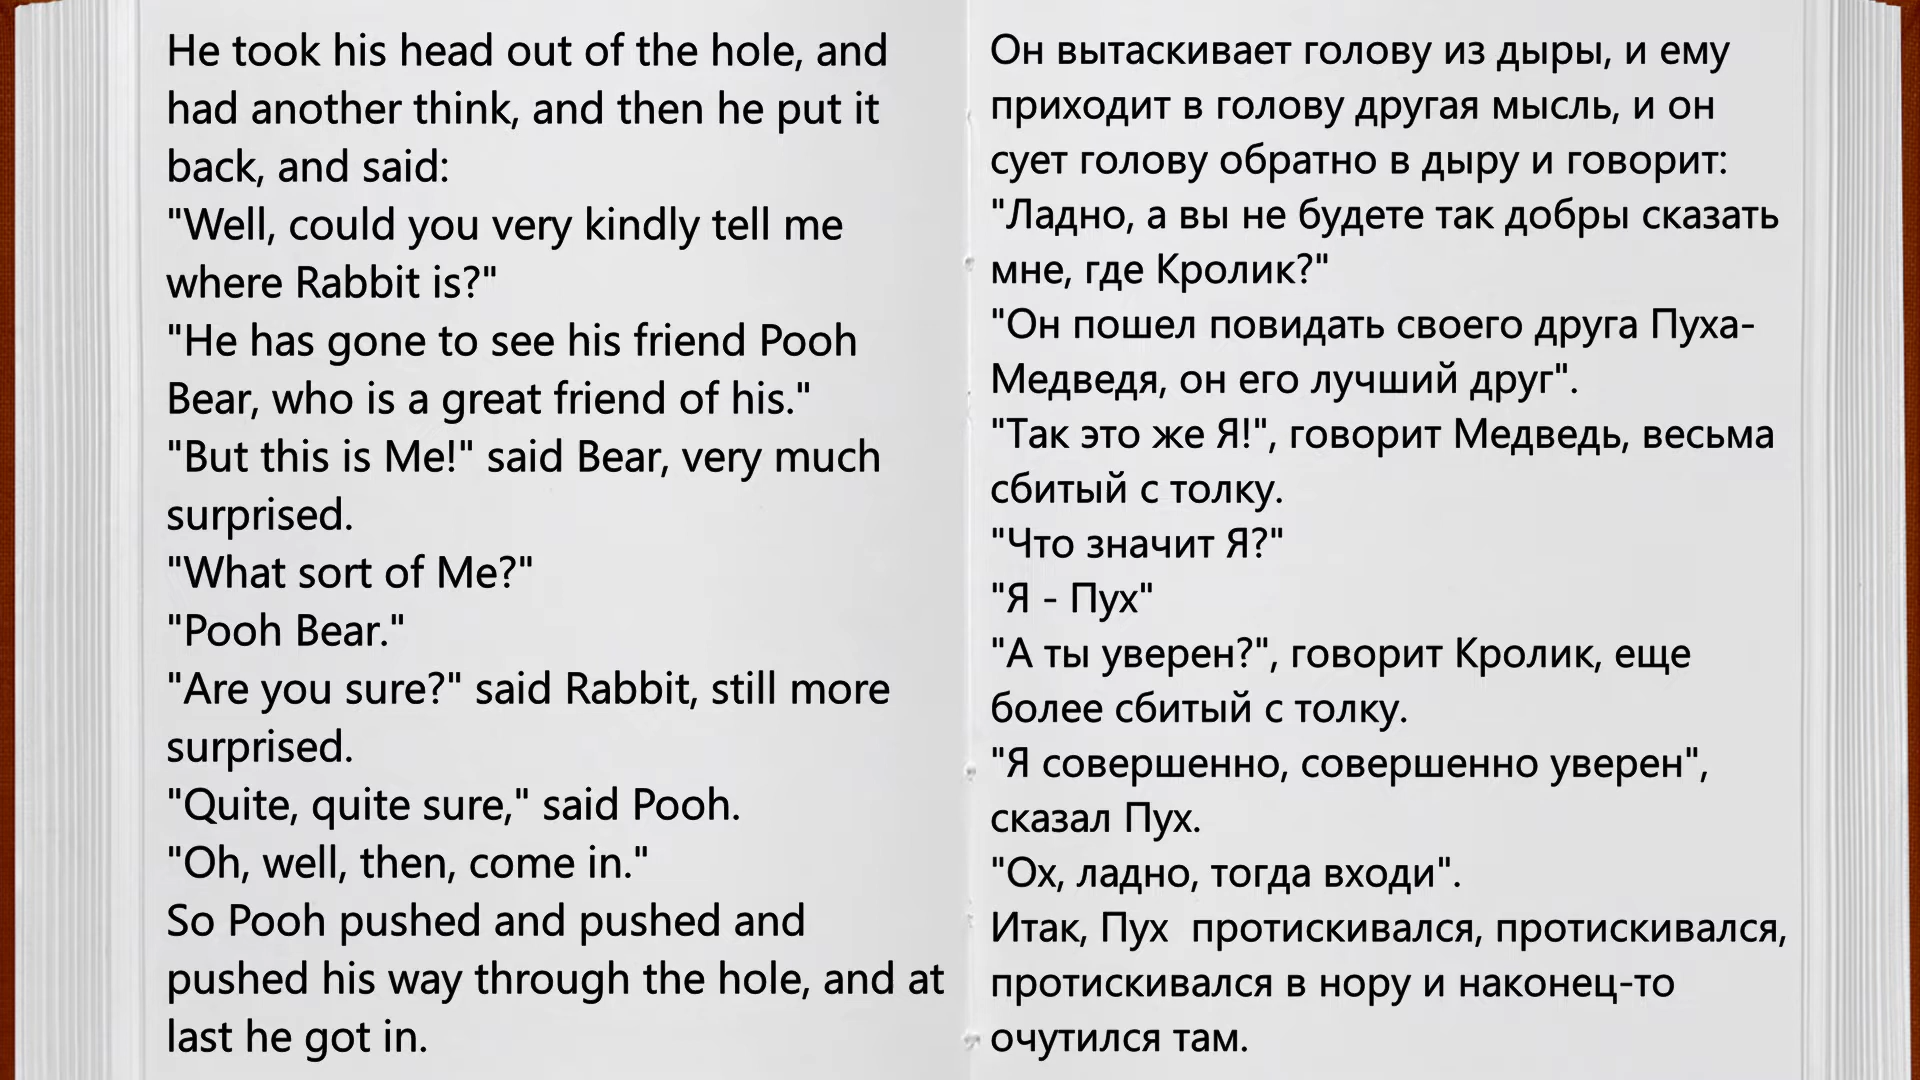 He took his head out of the hole, and
had another think, and then he put it
back, and said:
"Well, could you very kindly tell me
where Rabbit is?"
"He has gone to see his friend Pooh
Bear, who is a great friend of his."
"But this is Me!" said Bear, very much
surprised.
"What sort of Me?"
"Pooh Bear."
"Are you sure?" said Rabbit, still more
surprised.
"Quite, quite sure," said Pooh.
"Oh, well, then, come in."
So Pooh pushed and pushed and
pushed his way through the hole, and at
last he got in.
Он вытаскивает голову из дыры, и ему
приходит в голову другая мысль, и он
сует голову обратно в дыру и говорит:
"Ладно, а вы не будете так добры сказать
мне, где Кролик?"
"Он пошел повидать своего друга Пуха-
Медведя, он его лучший друг".
"Так это же Я!", говорит Медведь, весьма
сбитый с толку.
"Что значит Я?"
"Я - Пух"
"А ты уверен?", говорит Кролик, еще
более сбитый с толку.
"Я совершенно, совершенно уверен",
сказал Пух.
"Ох, ладно, тогда входи".
Итак, Пух  протискивался, протискивался,
протискивался в нору и наконец-то
очутился там.